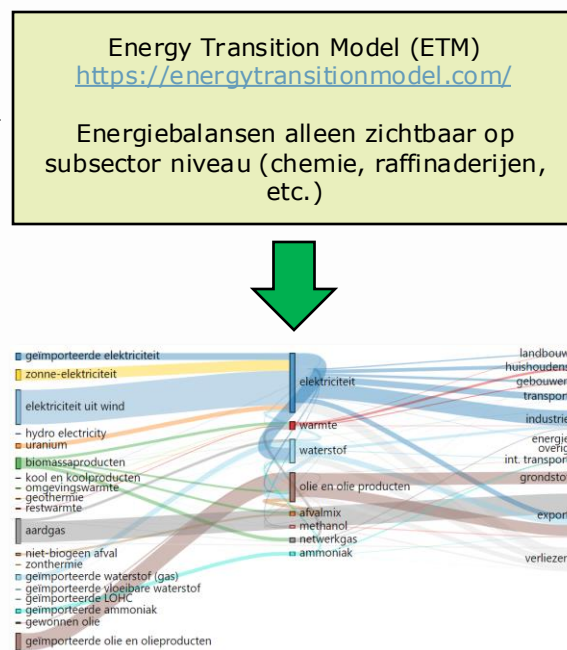 Energy Transition Model (ETM)
https://energytransitionmodel.com/
Energiebalansen alleen zichtbaar op
subsector niveau (chemie, raffinaderijen,
etc.)
geïmporteerde elektriciteit
zonne-elektriciteit
elektriciteit uit wind
hydro electricity
uranium
biomassaproducten
kool en koolproducten
omgevingswarmte
geothermie
restwarmte
aardgas
niet-biogeen afval
zonthermie
geïmporteerde waterstof (gas)
geïmporteerde vloeibare waterstof
geïmporteerde LOHC
geïmporteerde ammoniak
gewonnen olie
geïmporteerde olie en olieproducten
elektriciteit
warmte
waterstof
olie en olie producten
afvalmix
methanol
netwerkgas
ammoniak
landbouw
huishoudens
gebouwen
transport
industrie
energie
overig
int. transport
grondstof
export
verliezen